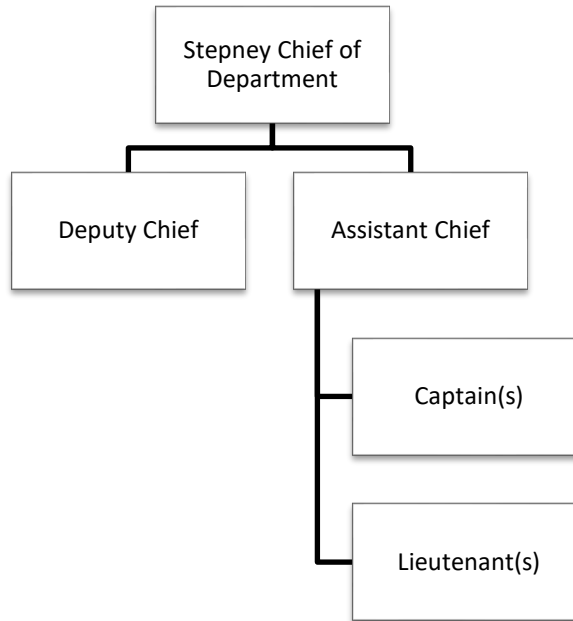 Stepney Chief of
Department
Deputy Chief
Assistant Chief
Captain(s)
Lieutenant(s)